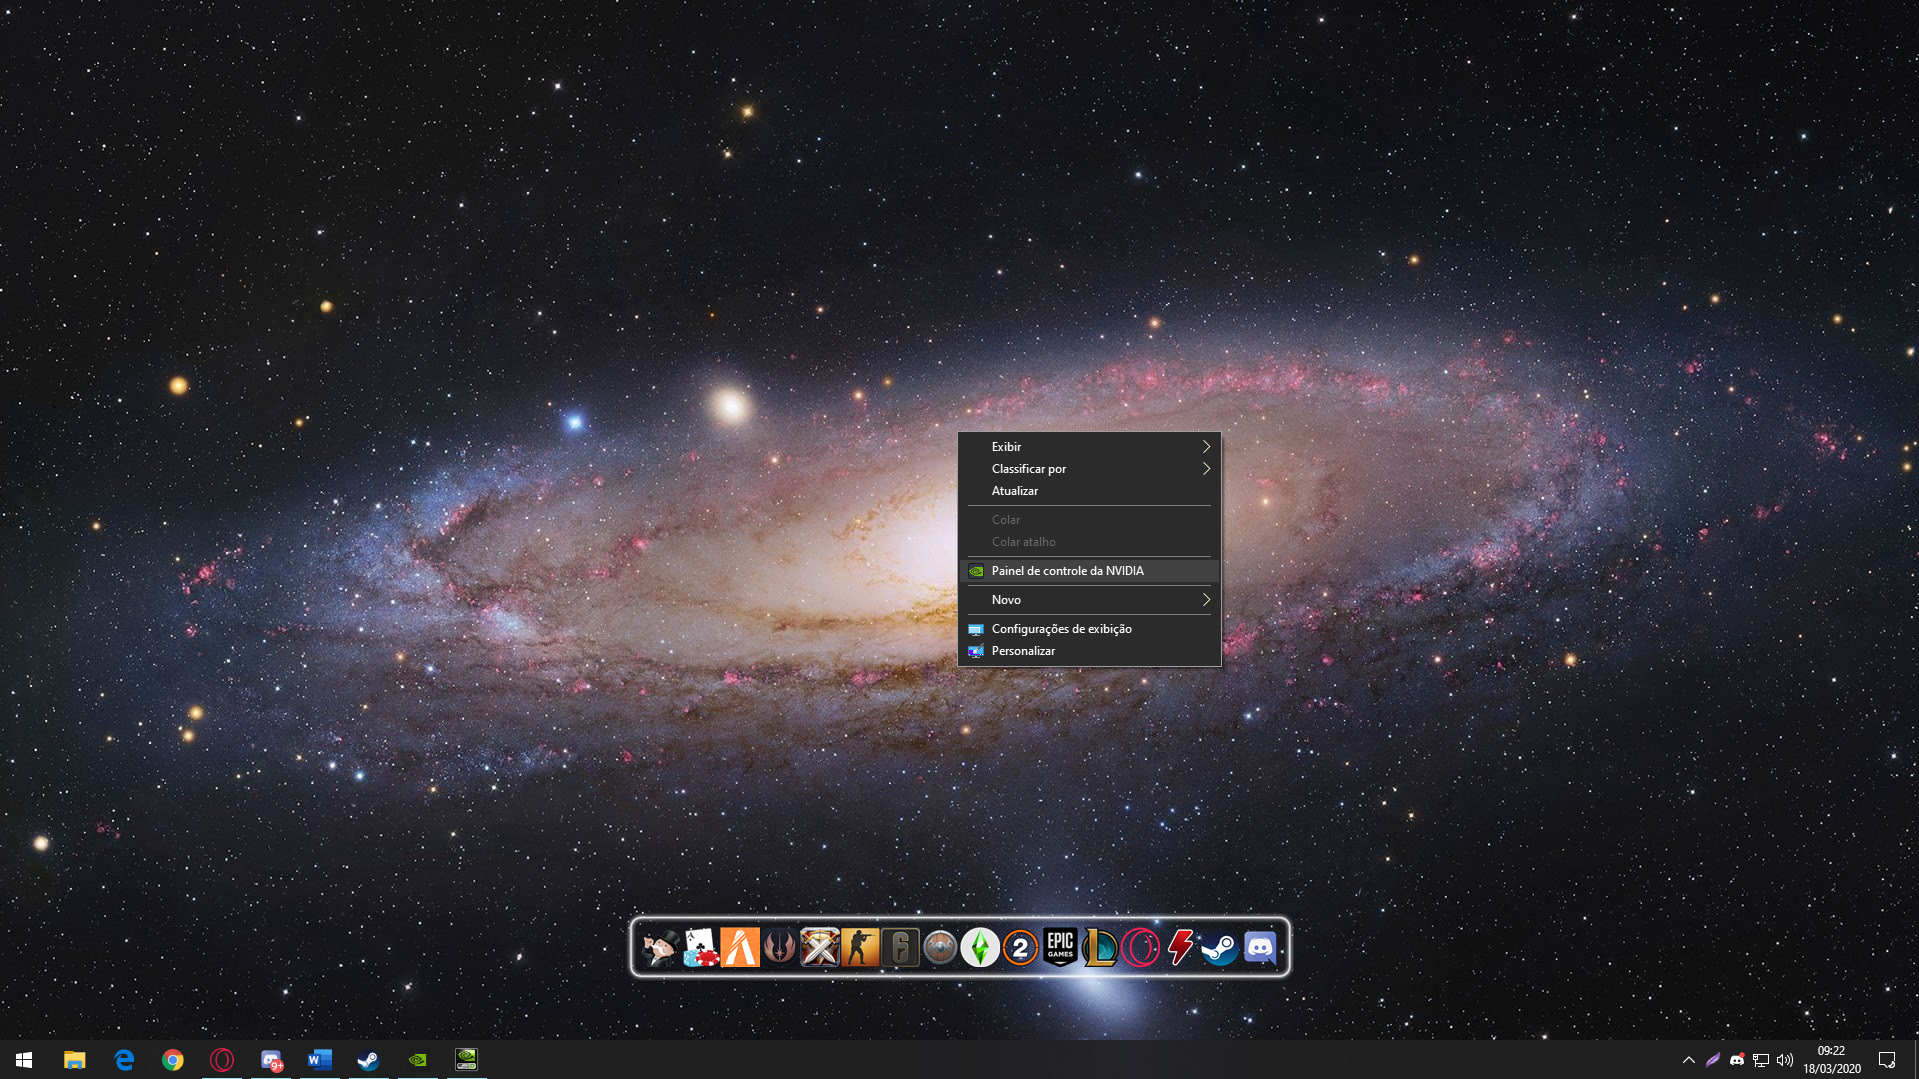 Exibir
Classificar por
Atualizar
Colar
Colar atalho
Painel de controle da NVIDIA
Novo
Configurações de exibição
Personalizar
6
2
EPIC
GAMES
L
9+
W
09:22
18/03/2020